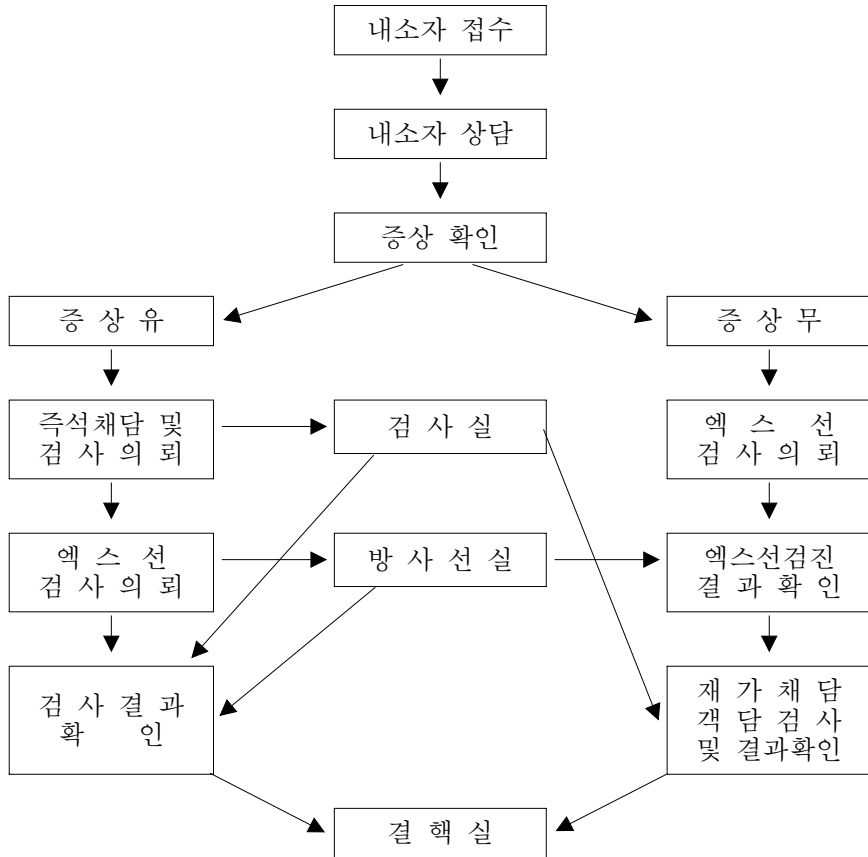 내소자 접수
내소자 상담
증상 확인
증 상 유
증 상 무
즉석채담 및
검 사 의 뢰
검 사 실
엑 스 선
검 사 의 뢰
엑 스 선
검 사 의 뢰
방 사 선 실
엑스선검진
결 과 확 인
검 사 결 과
확 인
재 가 채 담
객 담 검 사
및 결과확인
결 핵 실